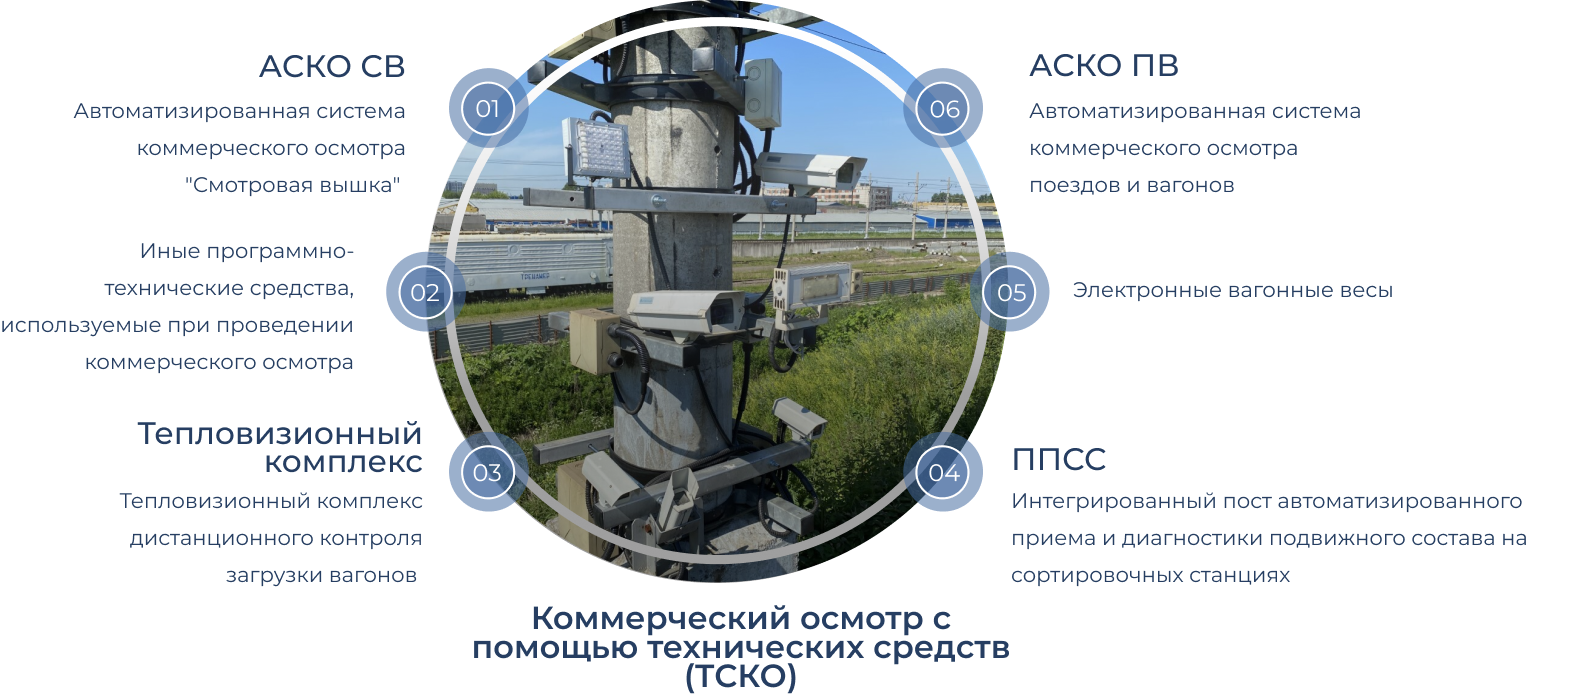 АСКО СВ
01
Автоматизированная система
коммерческого осмотра
"Смотровая вышка"
Иные программно-
технические средства,
используемые при проведении
коммерческого осмотра
02
Тепловизионный
комплекс
03
Тепловизионный комплекс
дистанционного контроля
загрузки вагонов
АСКО ПВ
06
Автоматизированная система
коммерческого осмотра
поездов и вагонов
05
Электронные вагонные весы
ППСС
04
Интегрированный пост автоматизированного
приема и диагностики подвижного состава на
сортировочных станциях
Коммерческий осмотр с
помощью технических средств
(ТСКО)